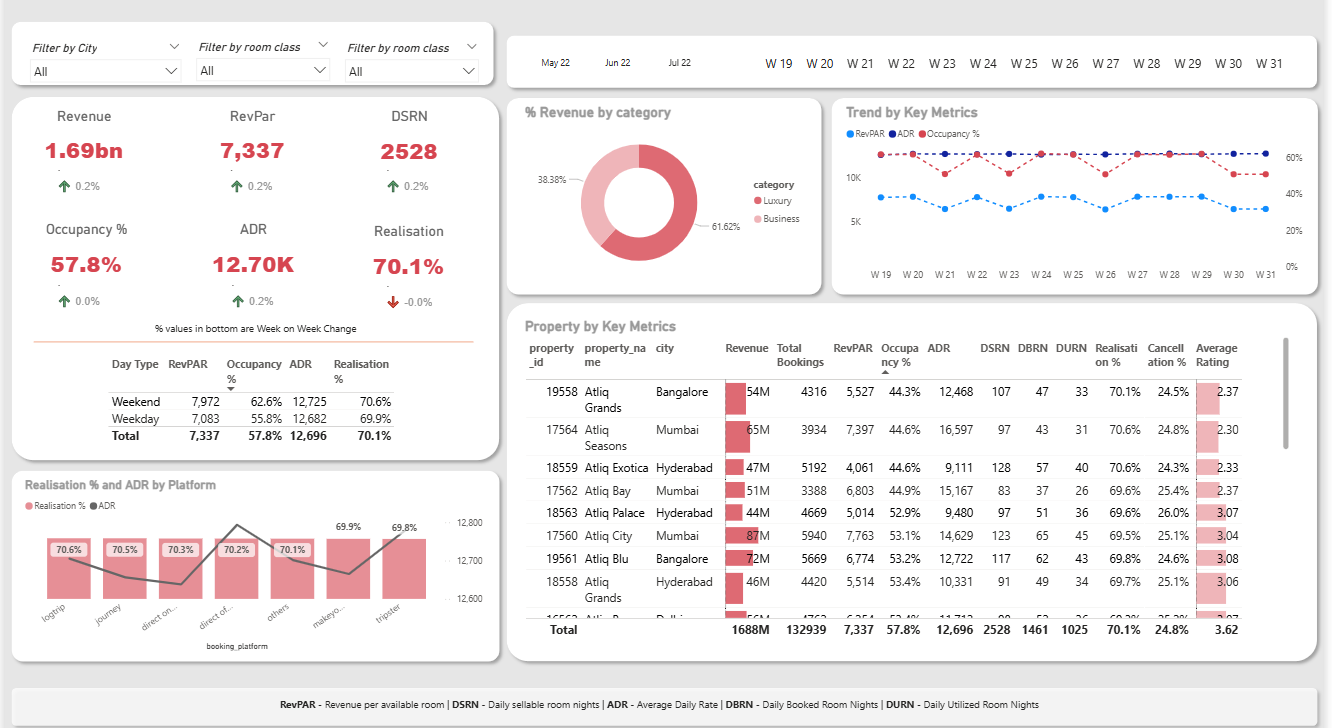 Filter by City
Filter by room class
Filter by room class
All
All
All
May 22 Jun 22 Jul 22 W 19 W 20 W 21 W 22 W 23 W 24 W 25 W 26 W 27 W 28 W 29 W 30 W 31
Revenue RevPar DSRN
1.69bn 7,337 2528
0.2% 0.2% 0.2%
Occupancy % ADR Realisation
57.8% 12.70K 70.1%
0.0% 0.2% -0.0%
% values in bottom are Week on Week Change
Day Type RevPAR Occupancy % ADR Realisation %
Weekend 7,972 62.6% 12,725 70.6%
Weekday 7,083 55.8% 12,682 69.9%
Total 7,337 57.8% 12,696 70.1%
Realisation % and ADR by Platform
Realisation % ADR
70.6% 70.5% 70.3% 70.2% 70.1% 69.9% 69.8%
12,800
12,700
12,600
logtrip journey direct on... direct of... others makeyo... tripster
booking_platform
% Revenue by category
38.38%
61.62%
category
Luxury
Business
Trend by Key Metrics
RevPAR ADR Occupancy %
10K
5K
60%
40%
20%
0%
W 19 W 20 W 21 W 22 W 23 W 24 W 25 W 26 W 27 W 28 W 29 W 30 W 31
Property by Key Metrics
property_id property_name city Revenue Total Bookings RevPAR Occupancy % ADR DSRN DBRN DURN Realisation % Cancellation % Average Rating
19558 Atliq Grands Bangalore 54M 4316 5,527 44.3% 12,468 107 47 33 70.1% 24.5% 2.37
17564 Atliq Seasons Mumbai 65M 3934 7,397 44.6% 16,597 97 43 31 70.6% 24.8% 2.30
18559 Atliq Exotica Hyderabad 47M 5192 4,061 44.6% 9,111 128 57 40 70.6% 24.3% 2.33
17562 Atliq Bay Mumbai 51M 3388 6,803 44.9% 15,167 83 37 26 69.6% 25.4% 2.37
18563 Atliq Palace Hyderabad 44M 4669 5,014 52.9% 9,480 97 51 36 69.6% 26.0% 3.07
17560 Atliq City Mumbai 87M 5940 7,763 53.1% 14,629 123 65 45 69.5% 25.1% 3.04
19561 Atliq Blu Bangalore 72M 5669 6,774 53.2% 12,722 117 62 43 69.8% 24.6% 3.08
18558 Atliq Grands Hyderabad 46M 4420 5,514 53.4% 10,331 91 49 34 69.7% 25.1% 3.06
Total 1688M 132939 7,337 57.8% 12,696 2528 1461 1025 70.1% 24.8% 3.62
RevPAR - Revenue per available room | DSRN - Daily sellable room nights | ADR - Average Daily Rate | DBRN - Daily Booked Room Nights | DURN - Daily Utilized Room Nights